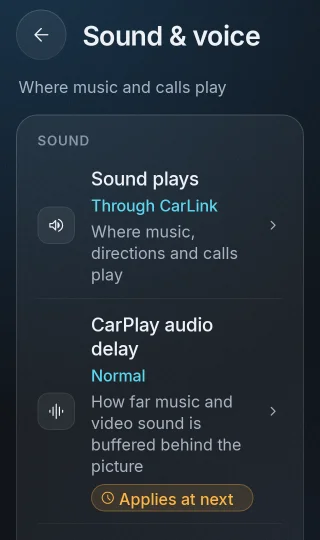 Sound & voice
Where music and calls play
SOUND
Sound plays
Through CarLink
Where music,
directions and calls
play
CarPlay audio
delay
Normal
How far music and
video sound is
buffered behind the
picture
Applies at next